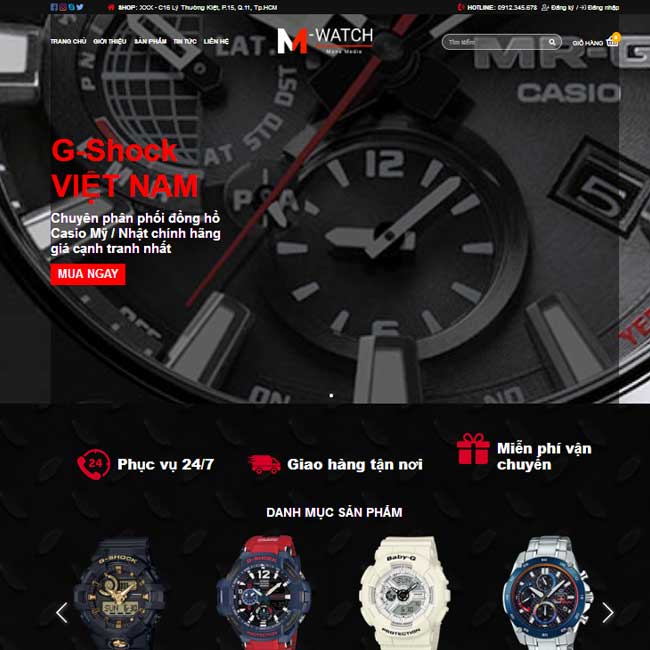 SHOP: XXX - C16 Lý Thường Kiệt, P.15, Q.11, Tp.HCM
HOTLINE: 0912.345.678
Đăng ký / Đăng nhập
TRANG CHỦ GIỚI THIỆU SẢN PHẨM TIN TỨC LIÊN HỆ
M-WATCH
Mona Media
Tìm kiếm
GIỎ HÀNG
MR-G
CASIO
LAT STD DST
12
5
G-Shock
VIỆT NAM
Chuyên phân phối đồng hồ
Casio Mỹ / Nhật chính hãng
giá cạnh tranh nhất
MUA NGAY
24
Phục vụ 24/7
Giao hàng tận nơi
Miễn phí vận
chuyển
DANH MỤC SẢN PHẨM
G-SHOCK
G-SHOCK
Baby-G
PROTECTION